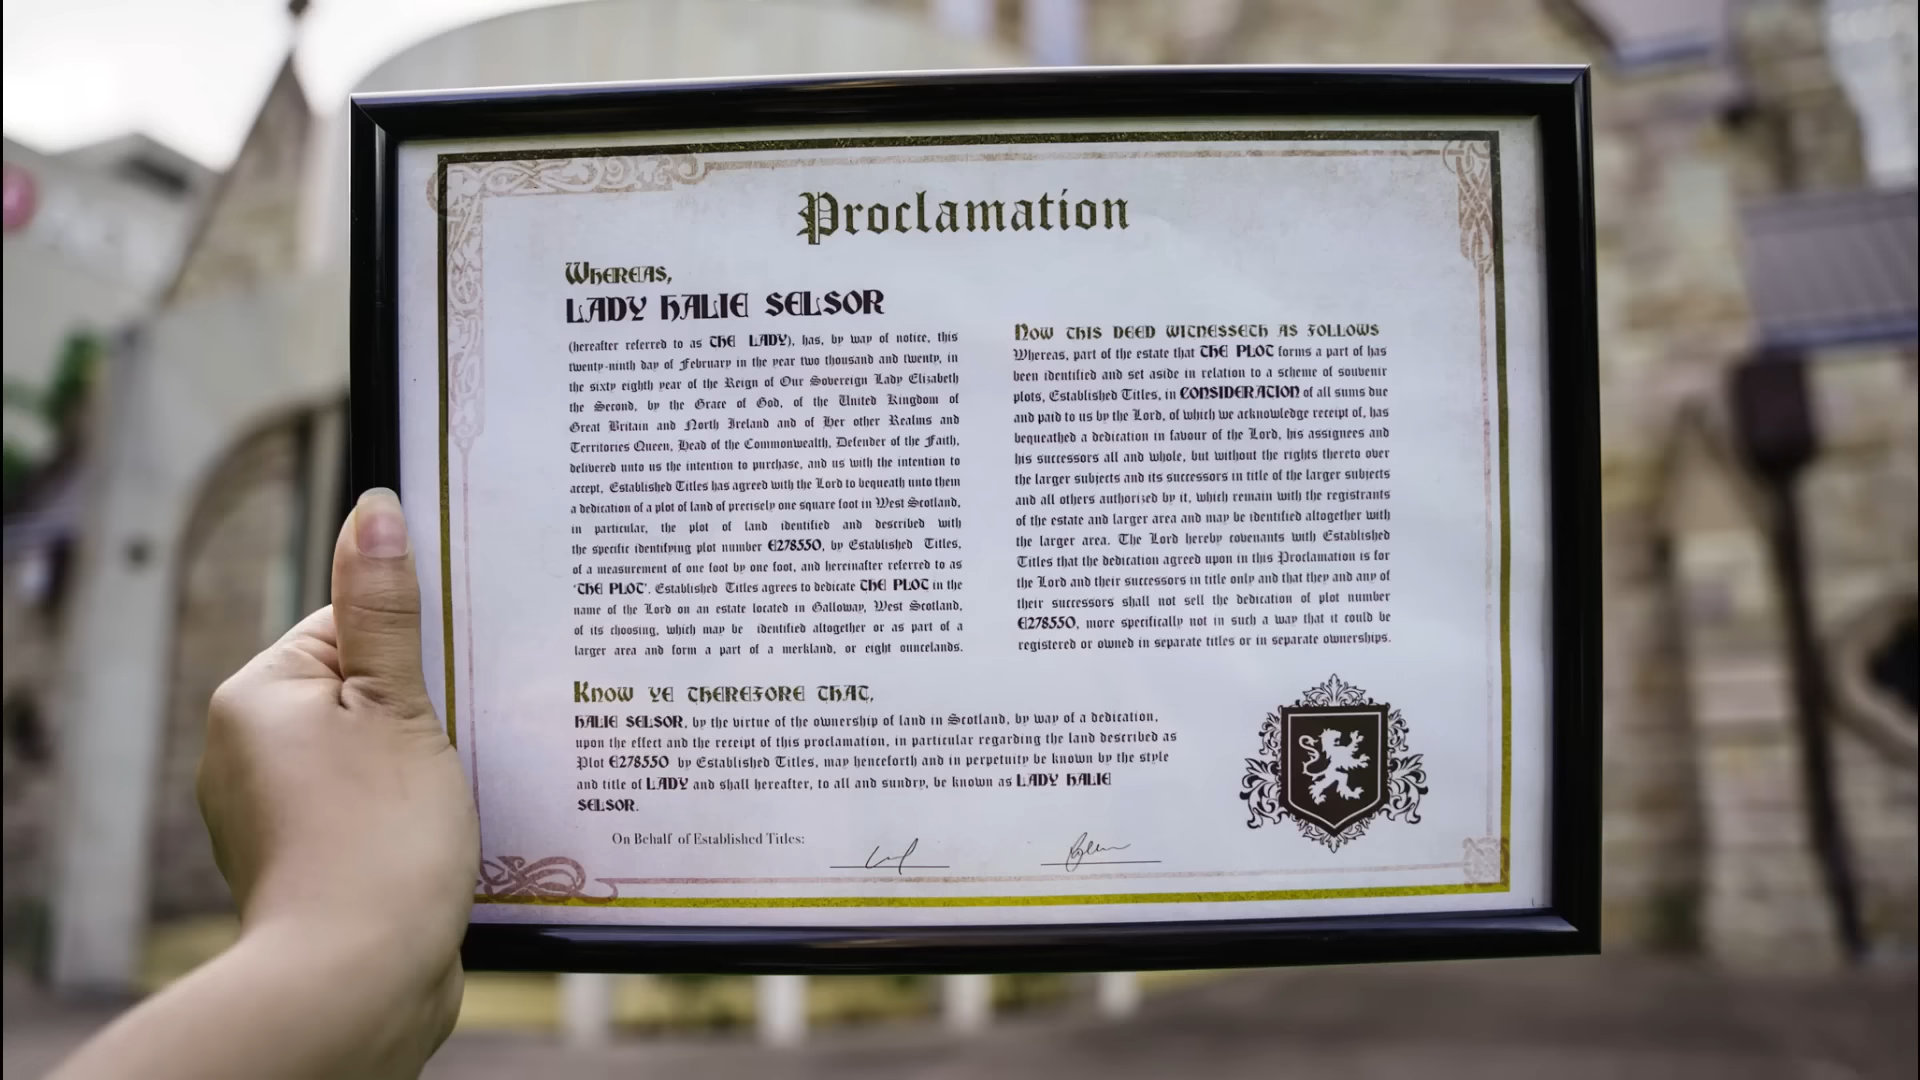 Proclamation
WHEREAS,
LADY HALIE SELSOR
(hereafter referred to as THE LADY), has, by way of notice, this
twenty-ninth day of February in the year two thousand and twenty, in
the sixty eighth year of the Reign of Our Sovereign Lady Elizabeth
the Second, by the Grace of God, of the United Kingdom of
Great Britain and North Ireland and of Her other Realms and
Territories Queen, Head of the Commonwealth, Defender of the Faith,
delivered unto us the intention to purchase, and us with the intention to
accept, Established Titles has agreed with the Lord to bequeath unto them
a dedication of a plot of land of precisely one square foot in West Scotland,
in particular, the plot of land identified and described with
the specific identifying plot number E278550, by Established Titles,
of a measurement of one foot by one foot, and hereinafter referred to as
'THE PLOT'. Established Titles agrees to dedicate THE PLOT in the
name of the Lord on an estate located in Galloway, West Scotland,
of its choosing, which may be identified altogether or as part of a
larger area and form a part of a merkland, or eight ouncelands.
NOW THIS DEED WITNESSETH AS FOLLOWS
Whereas, part of the estate that THE PLOT forms a part of has
been identified and set aside in relation to a scheme of souvenir
plots, Established Titles, in CONSIDERATION of all sums due
and paid to us by the Lord, of which we acknowledge receipt of, has
bequeathed a dedication in favour of the Lord, his assignees and
his successors all and whole, but without the rights thereto over
the larger subjects and its successors in title of the larger subjects
and all others authorized by it, which remain with the registrants
of the estate and larger area and may be identified altogether with
the larger area. The Lord hereby covenants with Established
Titles that the dedication agreed upon in this Proclamation is for
the Lord and their successors in title only and that they and any of
their successors shall not sell the dedication of plot number
E278550, more specifically not in such a way that it could be
registered or owned in separate titles or in separate ownerships.
KNOW YE THEREFORE THAT,
HALIE SELSOR, by the virtue of the ownership of land in Scotland, by way of a dedication,
upon the effect and the receipt of this proclamation, in particular regarding the land described as
Plot E278550 by Established Titles, may henceforth and in perpetuity be known by the style
and title of LADY and shall hereafter, to all and sundry, be known as LADY HALIE
SELSOR.
On Behalf of Established Titles: